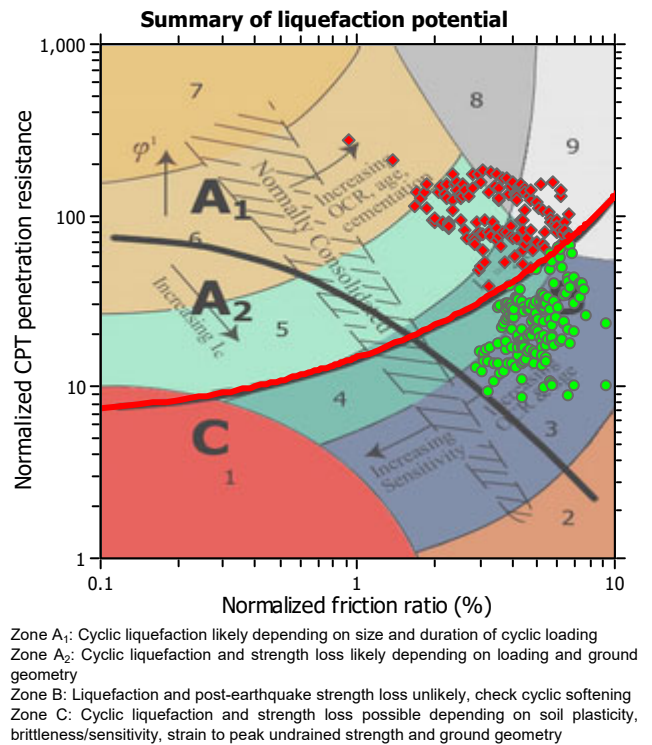 Summary of liquefaction potential
1,000
7
8
9
φ'
Increasing
OCR, age,
cementation
A1
Normally Consolidated
100
6
A2
Increasing Ic
5
10
4
OCR & age
3
C
1
Increasing
Sensitivity
2
1
0.1
1
10
Normalized CPT penetration resistance
Normalized friction ratio (%)
Zone A1: Cyclic liquefaction likely depending on size and duration of cyclic loading
Zone A2: Cyclic liquefaction and strength loss likely depending on loading and ground
geometry
Zone B: Liquefaction and post-earthquake strength loss unlikely, check cyclic softening
Zone C: Cyclic liquefaction and strength loss possible depending on soil plasticity,
brittleness/sensitivity, strain to peak undrained strength and ground geometry